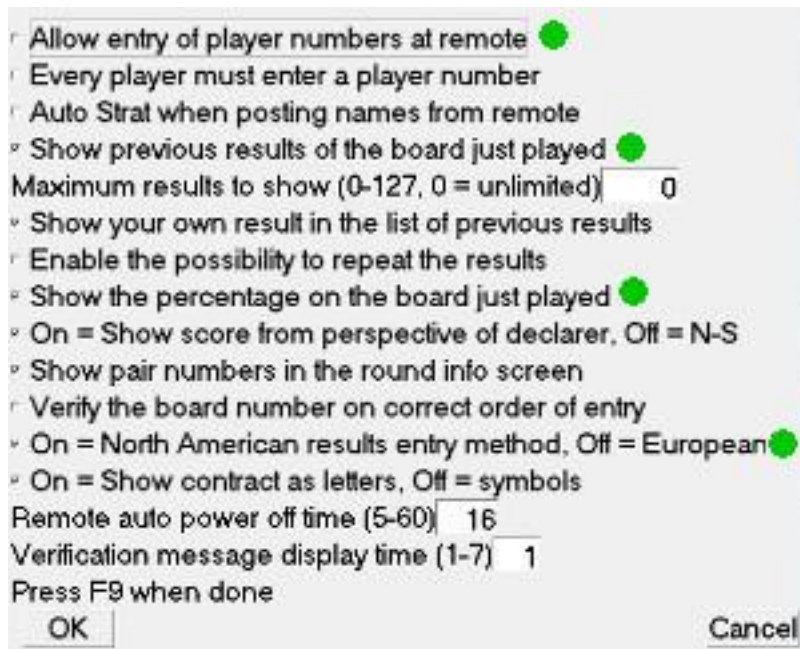 Allow entry of player numbers at remote
Every player must enter a player number
Auto Strat when posting names from remote
Show previous results of the board just played
Maximum results to show (0-127, 0 = unlimited) 0
Show your own result in the list of previous results
Enable the possibility to repeat the results
Show the percentage on the board just played
On = Show score from perspective of declarer, Off = N-S
Show pair numbers in the round info screen
Verify the board number on correct order of entry
On = North American results entry method, Off = European
On = Show contract as letters, Off = symbols
Remote auto power off time (5-60) 16
Verification message display time (1-7) 1
Press F9 when done
OK Cancel